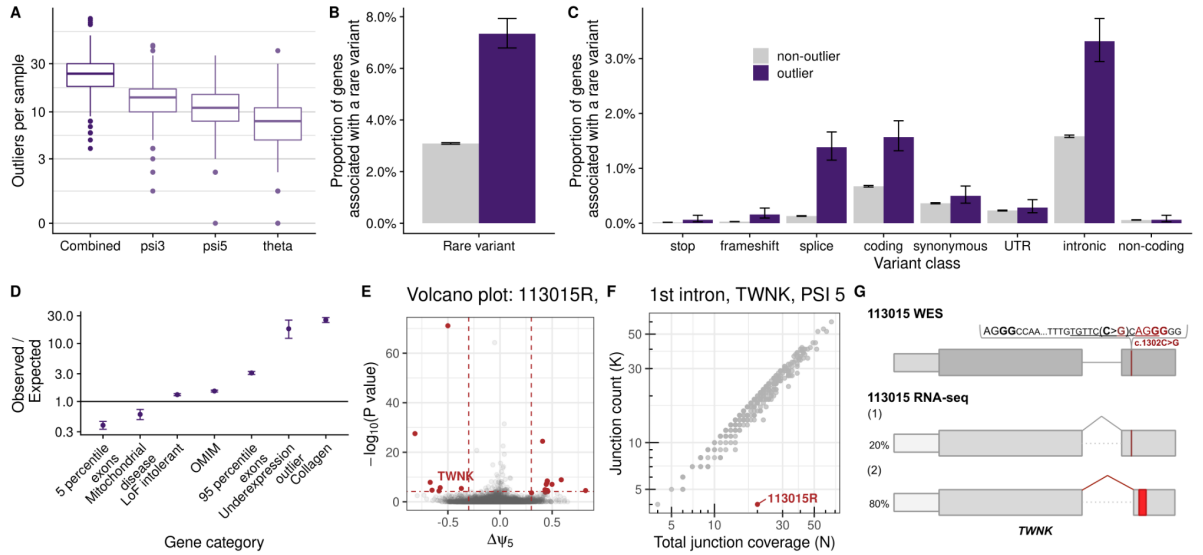 A
Outliers per sample
30
10
3
0
Combined
psi3
psi5
theta
B
Proportion of genes
associated with a rare variant
8.0%
6.0%
4.0%
2.0%
0.0%
Rare variant
C
Proportion of genes
associated with a rare variant
3.0%
2.0%
1.0%
0.0%
non-outlier
outlier
stop
frameshift
splice
coding
synonymous
UTR
intronic
non-coding
Variant class
D
Observed /
Expected
30.0
10.0
3.0
1.0
0.3
5 percentile
exons
Mitochondrial
disease
LoF intolerant
OMIM
95 percentile
exons
Underexpression
outlier
Collagen
Gene category
E
Volcano plot: 113015R,
−log10(P value)
60
40
20
0
TWNK
-0.5
0.0
0.5
Δψ5
F
1st intron, TWNK, PSI 5
Junction count (K)
50
10
5
113015R
5
10
50
Total junction coverage (N)
G
113015 WES
AGGGCCAA...TTTGTGTTC(C>G)CAGGGGG
c.1302C>G
113015 RNA-seq
(1)
20%
(2)
80%
TWNK